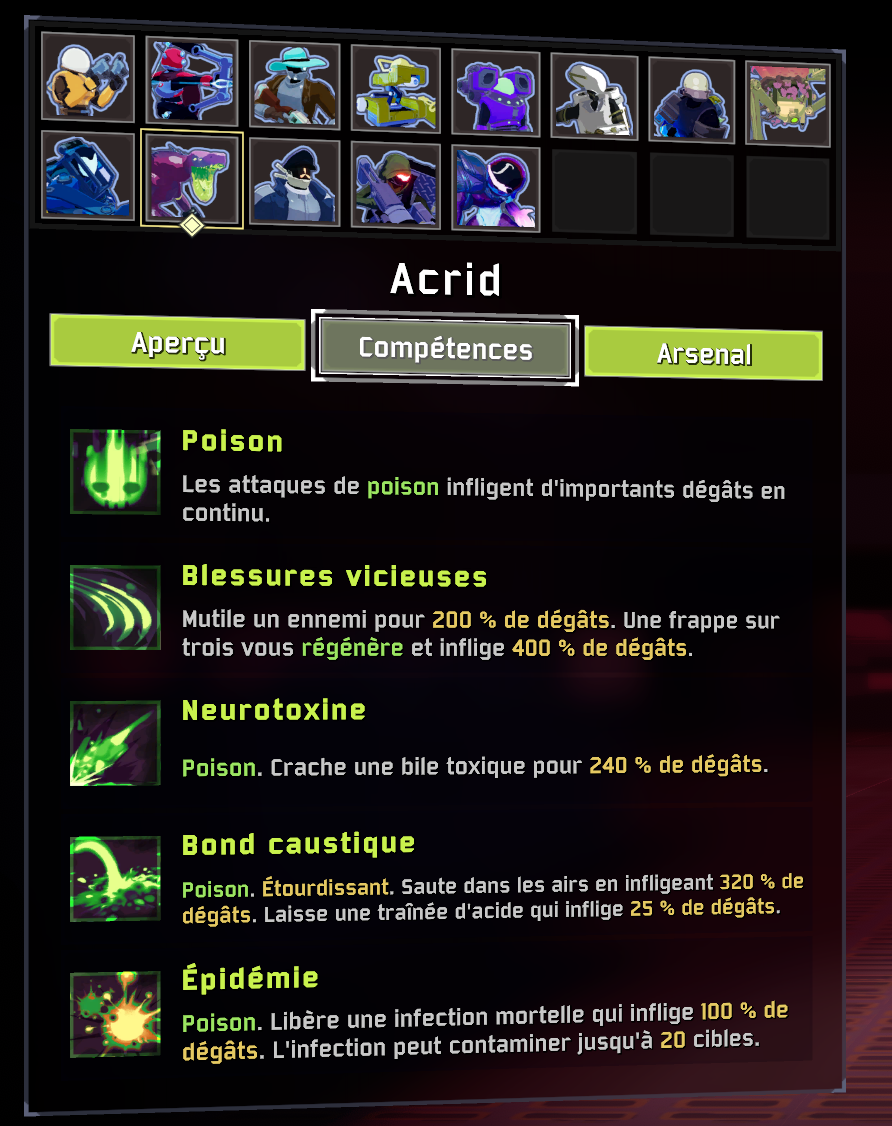 Acrid
Aperçu
Compétences
Arsenal
Poison
Les attaques de poison infligent d'importants dégâts en
continu.
Blessures vicieuses
Mutile un ennemi pour 200 % de dégâts. Une frappe sur
trois vous régénère et inflige 400 % de dégâts.
Neurotoxine
Poison. Crache une bile toxique pour 240 % de dégâts.
Bond caustique
Poison. Étourdissant. Saute dans les airs en infligeant 320 % de
dégâts. Laisse une traînée d'acide qui inflige 25 % de dégâts.
Épidémie
Poison. Libère une infection mortelle qui inflige 100 % de
dégâts. L'infection peut contaminer jusqu'à 20 cibles.